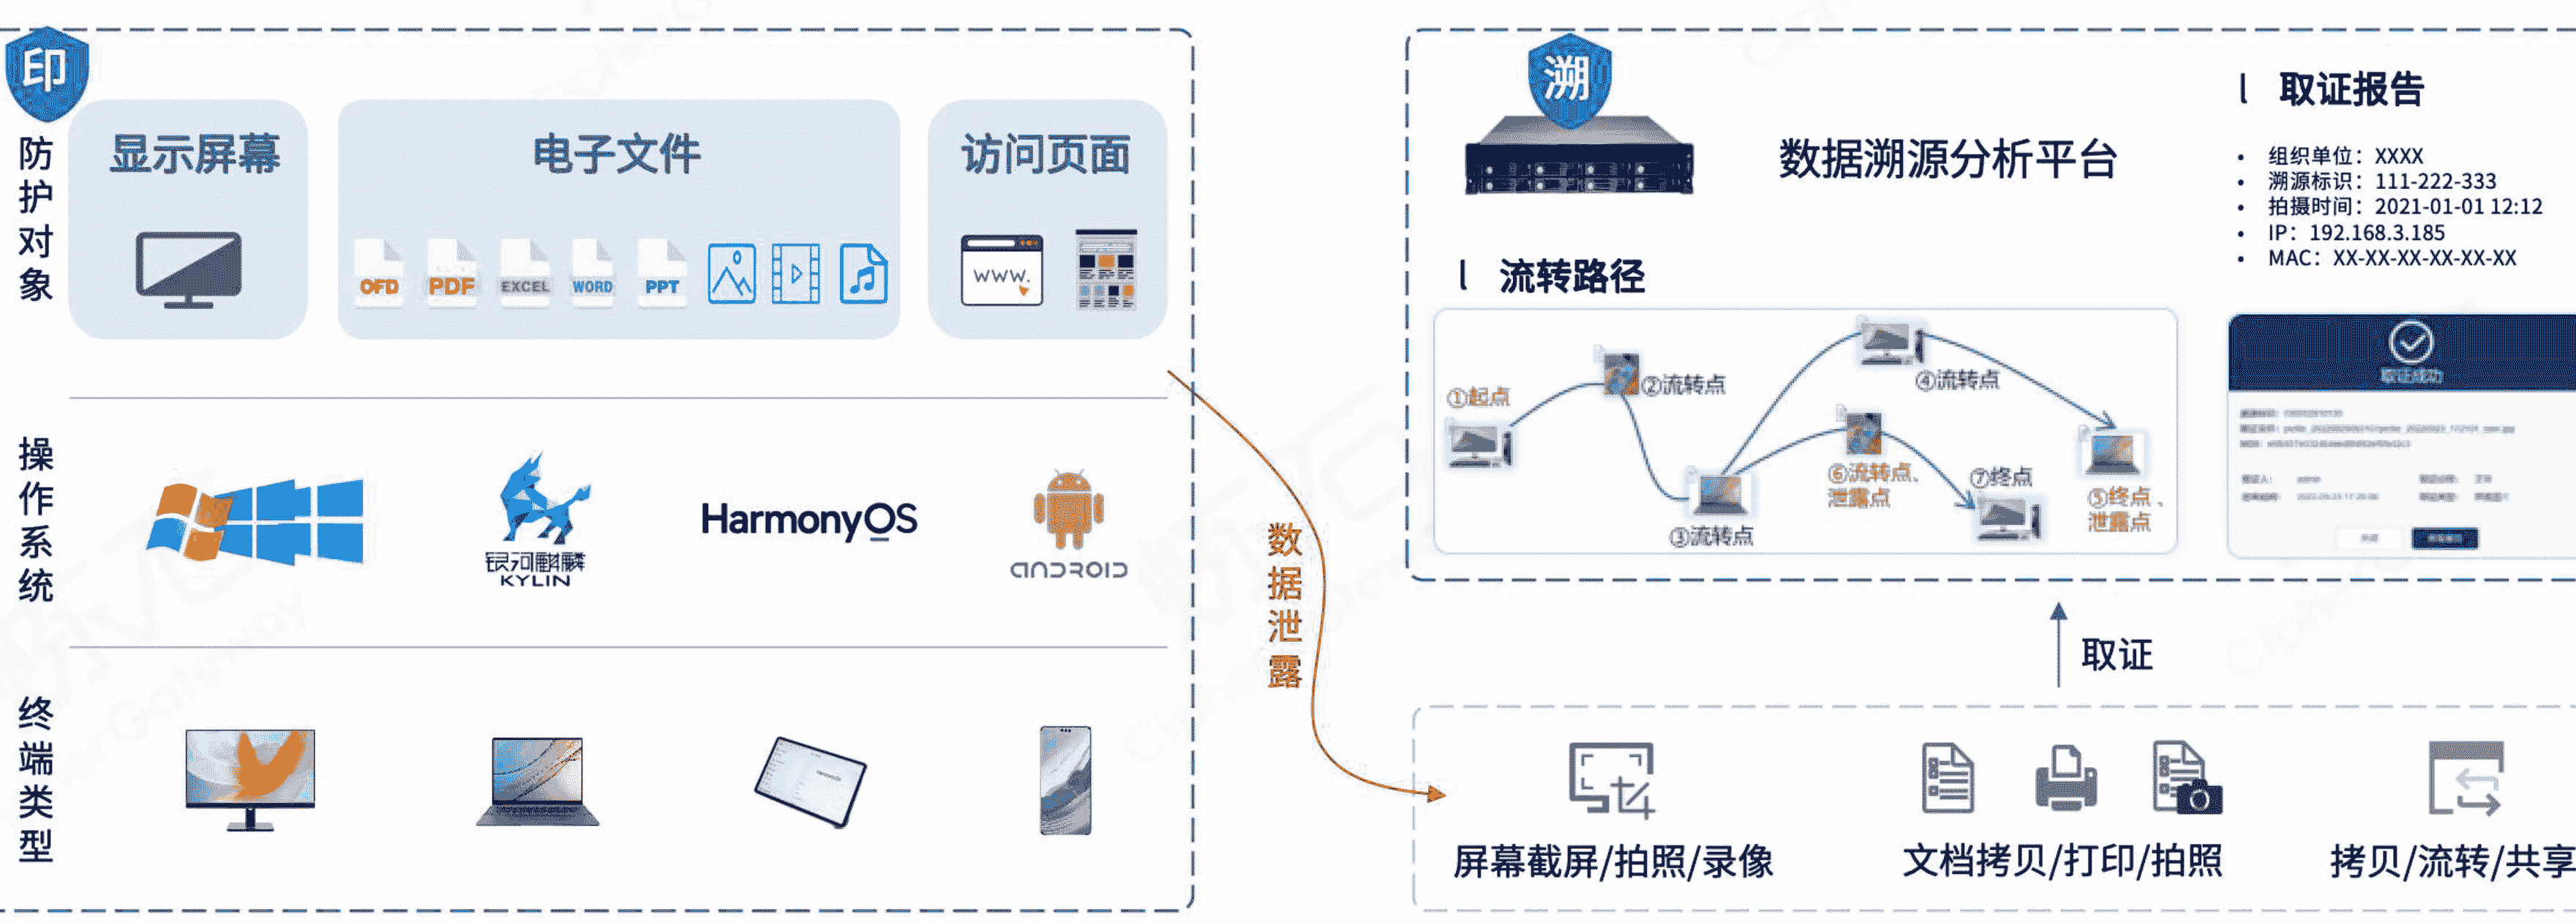 印
防护对象
显示屏幕
电子文件
访问页面
OFD
PDF
EXCEL
WORD
PPT
www.
操作系统
银河麒麟
KYLIN
HarmonyOS
ANDROID
终端类型
数据泄露
溯
数据溯源分析平台
l 取证报告
• 组织单位：XXXX
• 溯源标识：111-222-333
• 拍摄时间：2021-01-01 12:12
• IP：192.168.3.185
• MAC：XX-XX-XX-XX-XX-XX
l 流转路径
①起点
②流转点
③流转点
④流转点
⑤终点、
泄露点
⑥流转点、
泄露点
⑦终点
取证成功
取证
屏幕截屏/拍照/录像
文档拷贝/打印/拍照
拷贝/流转/共享